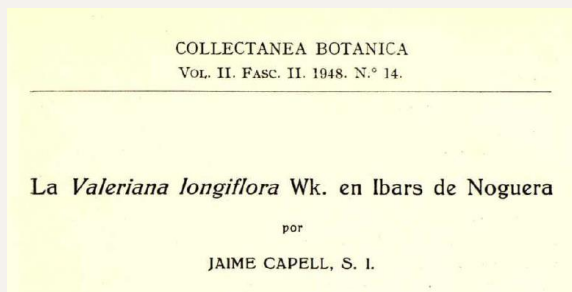 COLLECTANEA BOTANICA
VOL. II. FASC. II. 1948. N.° 14.
La Valeriana longiflora Wk. en Ibars de Noguera
por
JAIME CAPELL, S. I.